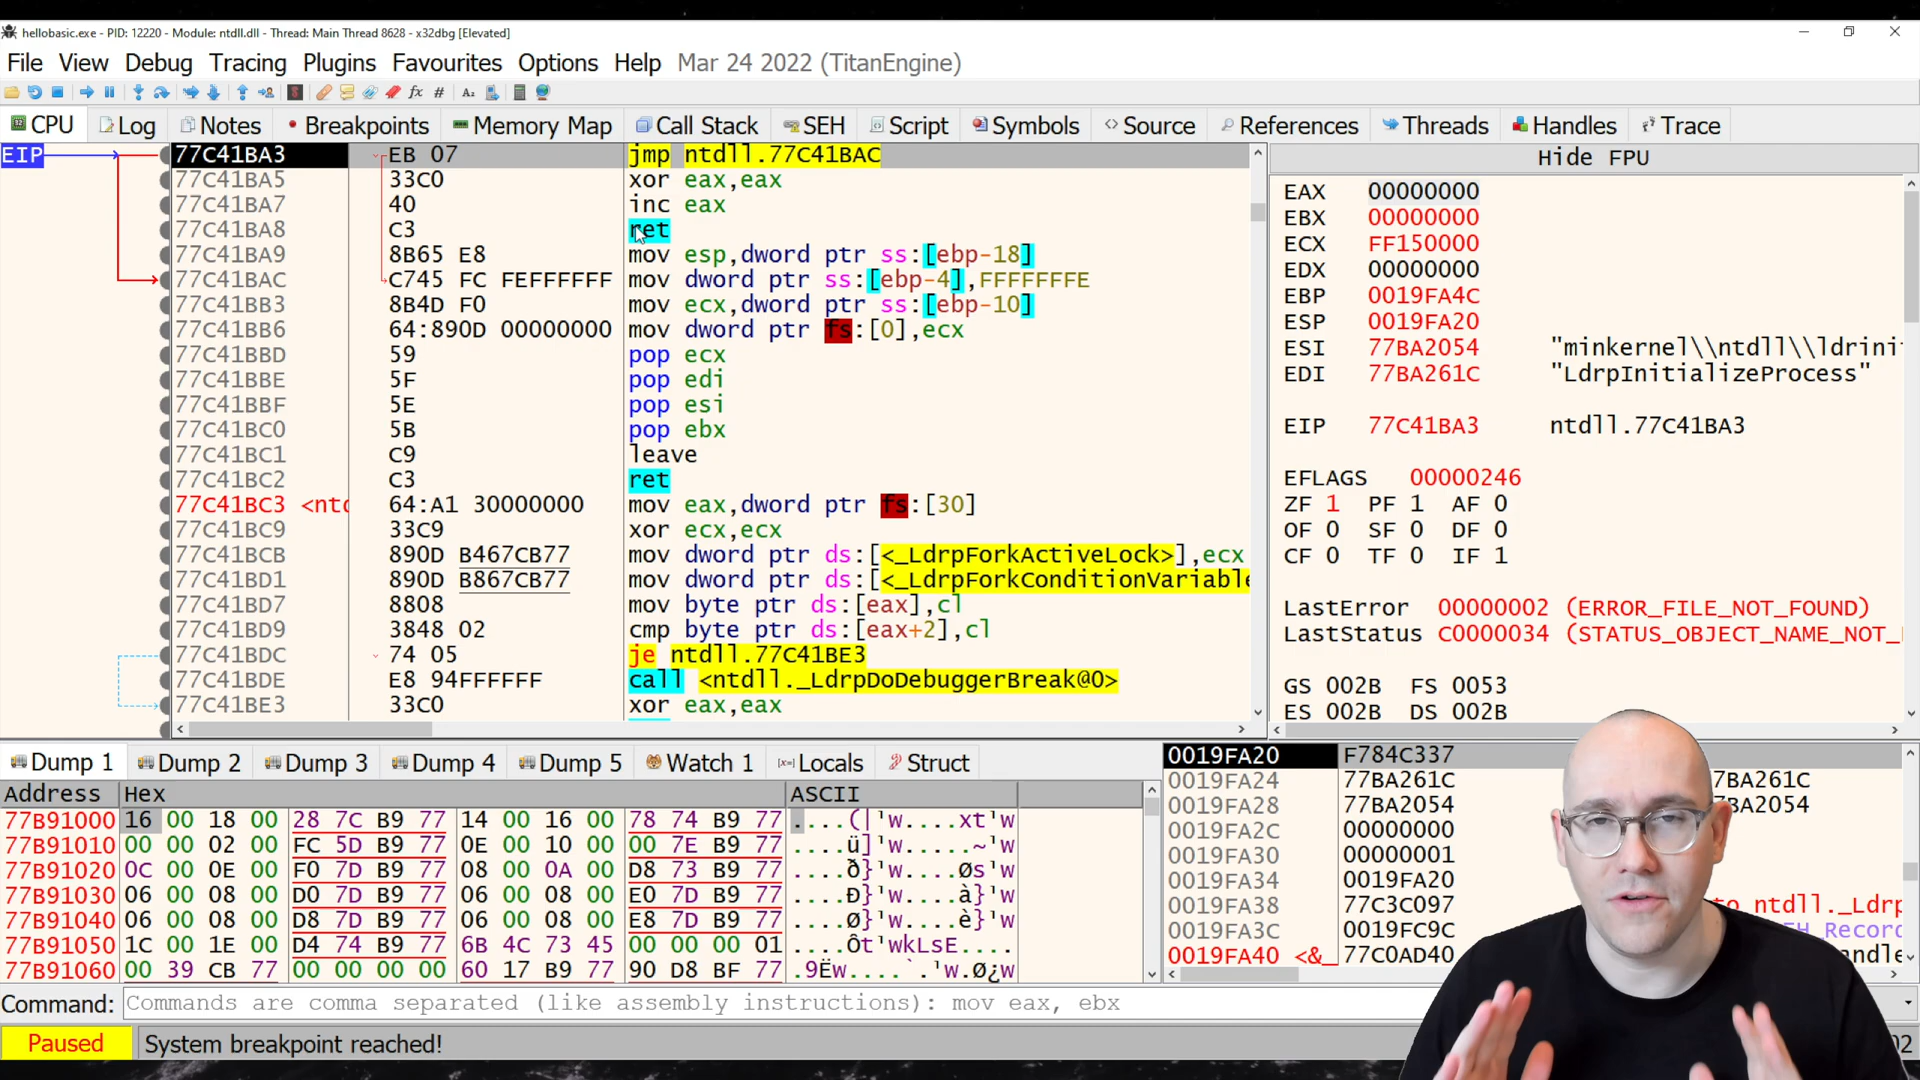 hellobasic.exe - PID: 12220 - Module: ntdll.dll - Thread: Main Thread 8628 - x32dbg [Elevated]
File View Debug Tracing Plugins Favourites Options Help Mar 24 2022 (TitanEngine)
CPU Log Notes Breakpoints Memory Map Call Stack SEH Script Symbols Source References Threads Handles Trace
EIP 77C41BA3 EB 07 jmp ntdll.77C41BAC
77C41BA5 33C0 xor eax,eax
77C41BA7 40 inc eax
77C41BA8 C3 ret
77C41BA9 8B65 E8 mov esp,dword ptr ss:[ebp-18]
77C41BAC C745 FC FEFFFFFF mov dword ptr ss:[ebp-4],FFFFFFFE
77C41BB3 8B4D F0 mov ecx,dword ptr ss:[ebp-10]
77C41BB6 64:890D 00000000 mov dword ptr fs:[0],ecx
77C41BBD 59 pop ecx
77C41BBE 5F pop edi
77C41BBF 5E pop esi
77C41BC0 5B pop ebx
77C41BC1 C9 leave
77C41BC2 C3 ret
77C41BC3 <ntd 64:A1 30000000 mov eax,dword ptr fs:[30]
77C41BC9 33C9 xor ecx,ecx
77C41BCB 890D B467CB77 mov dword ptr ds:[<_LdrpForkActiveLock>],ecx
77C41BD1 890D B867CB77 mov dword ptr ds:[<_LdrpForkConditionVariable
77C41BD7 8808 mov byte ptr ds:[eax],cl
77C41BD9 3848 02 cmp byte ptr ds:[eax+2],cl
77C41BDC 74 05 je ntdll.77C41BE3
77C41BDE E8 94FFFFFF call <ntdll._LdrpDoDebuggerBreak@0>
77C41BE3 33C0 xor eax,eax
Hide FPU
EAX 00000000
EBX 00000000
ECX FF150000
EDX 00000000
EBP 0019FA4C
ESP 0019FA20
ESI 77BA2054 "minkernel\\ntdll\\ldrini
EDI 77BA261C "LdrpInitializeProcess"
EIP 77C41BA3 ntdll.77C41BA3
EFLAGS 00000246
ZF 1 PF 1 AF 0
OF 0 SF 0 DF 0
CF 0 TF 0 IF 1
LastError 00000002 (ERROR_FILE_NOT_FOUND)
LastStatus C0000034 (STATUS_OBJECT_NAME_NOT_
GS 002B FS 0053
ES 002B DS 002B
Dump 1 Dump 2 Dump 3 Dump 4 Dump 5 Watch 1 Locals Struct
Address Hex ASCII
77B91000 16 00 18 00 28 7C B9 77 14 00 16 00 78 74 B9 77 ....(|¹w....xt¹w
77B91010 00 00 02 00 FC 5D B9 77 0E 00 10 00 00 7E B9 77 ....ü]¹w.....~¹w
77B91020 0C 00 0E 00 F0 7D B9 77 08 00 0A 00 D8 73 B9 77 ....ð}¹w....Øs¹w
77B91030 06 00 08 00 D0 7D B9 77 06 00 08 00 E0 7D B9 77 ....Ð}¹w....à}¹w
77B91040 06 00 08 00 D8 7D B9 77 06 00 08 00 E8 7D B9 77 ....Ø}¹w....è}¹w
77B91050 1C 00 1E 00 D4 74 B9 77 6B 4C 73 45 00 00 00 01 ....Ôt¹wkLsE....
77B91060 00 39 CB 77 00 00 00 00 60 17 B9 77 90 D8 BF 77 .9Ëw....`.¹w.Ø¿w
0019FA20 F784C337
0019FA24 77BA261C 7BA261C
0019FA28 77BA2054 BA2054
0019FA2C 00000000
0019FA30 00000001
0019FA34 0019FA20
0019FA38 77C3C097 to ntdll._Ldrp
0019FA3C 0019FC9C H_Record
0019FA40 <&_ 77C0AD40 andle
Command: Commands are comma separated (like assembly instructions): mov eax, ebx
Paused System breakpoint reached!